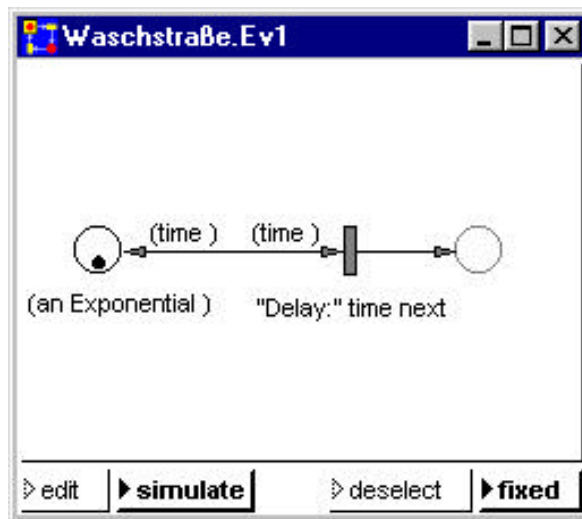 Waschstraße.Ev1
(time ) (time )
(an Exponential ) "Delay:" time next
edit simulate deselect fixed